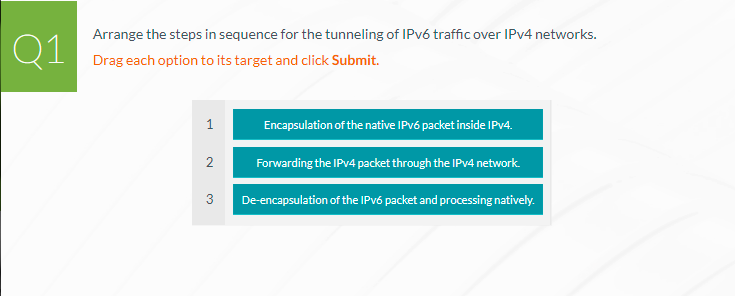 Q1
Arrange the steps in sequence for the tunneling of IPv6 traffic over IPv4 networks.
Drag each option to its target and click Submit.
1 Encapsulation of the native IPv6 packet inside IPv4.
2 Forwarding the IPv4 packet through the IPv4 network.
3 De-encapsulation of the IPv6 packet and processing natively.